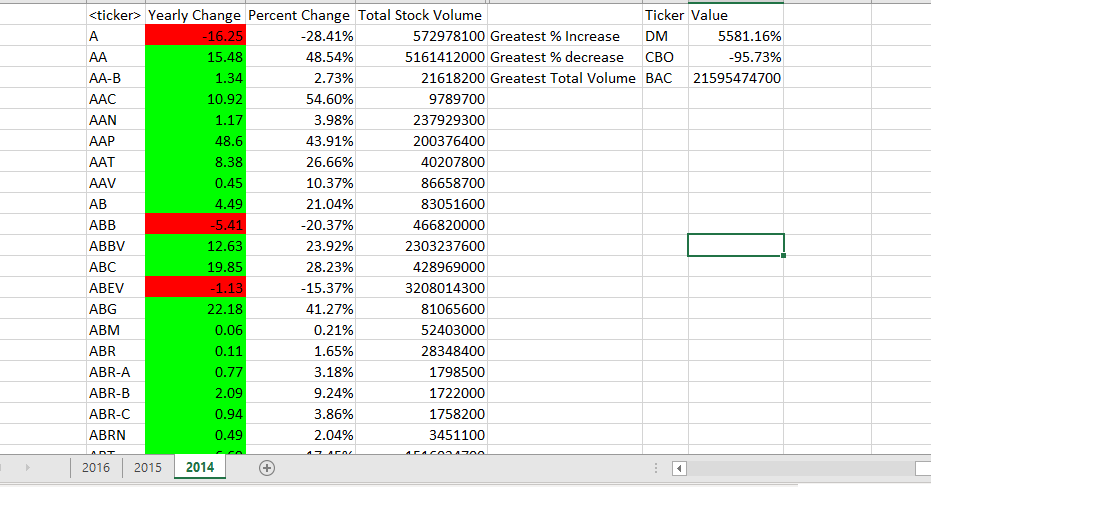 <ticker> Yearly Change Percent Change Total Stock Volume Ticker Value
A -16.25 -28.41% 572978100 Greatest % Increase DM 5581.16%
AA 15.48 48.54% 5161412000 Greatest % decrease CBO -95.73%
AA-B 1.34 2.73% 21618200 Greatest Total Volume BAC 21595474700
AAC 10.92 54.60% 9789700
AAN 1.17 3.98% 237929300
AAP 48.6 43.91% 200376400
AAT 8.38 26.66% 40207800
AAV 0.45 10.37% 86658700
AB 4.49 21.04% 83051600
ABB -5.41 -20.37% 466820000
ABBV 12.63 23.92% 2303237600
ABC 19.85 28.23% 428969000
ABEV -1.13 -15.37% 3208014300
ABG 22.18 41.27% 81065600
ABM 0.06 0.21% 52403000
ABR 0.11 1.65% 28348400
ABR-A 0.77 3.18% 1798500
ABR-B 2.09 9.24% 1722000
ABR-C 0.94 3.86% 1758200
ABRN 0.49 2.04% 3451100
2016 2015 2014